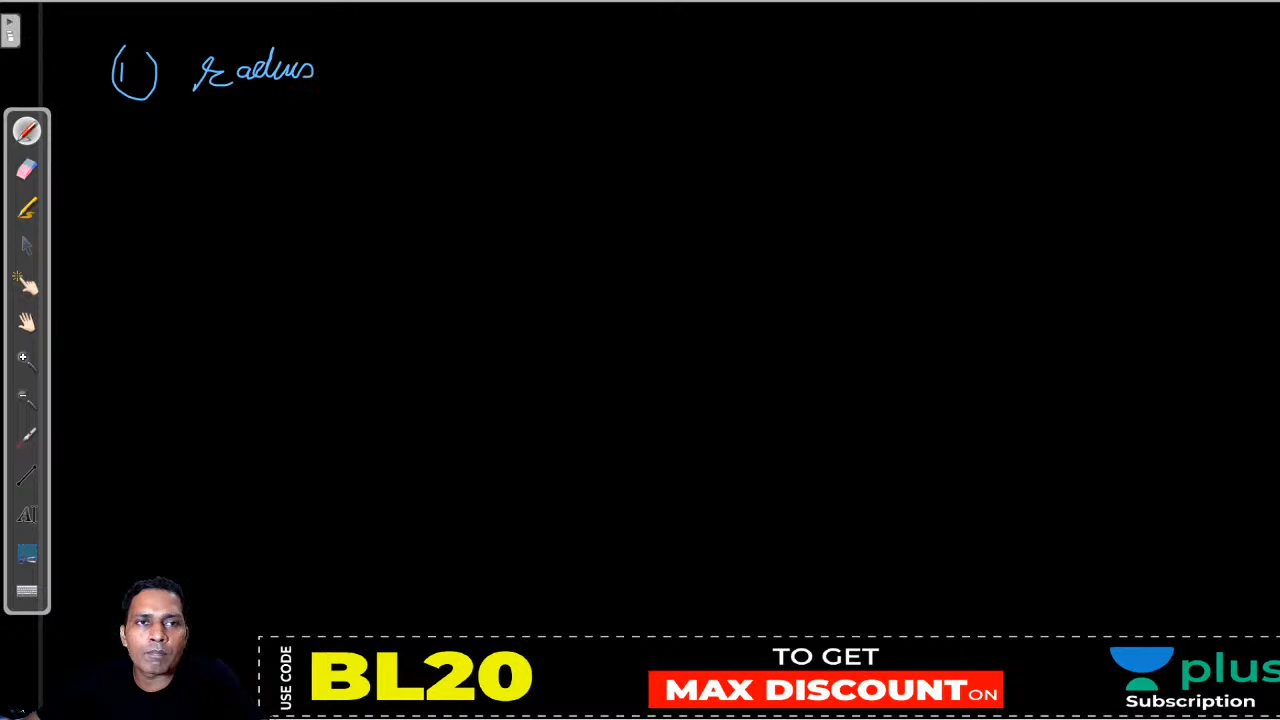 (1) radius
USE CODE
BL20
TO GET
MAX DISCOUNT ON
plus
Subscription
A